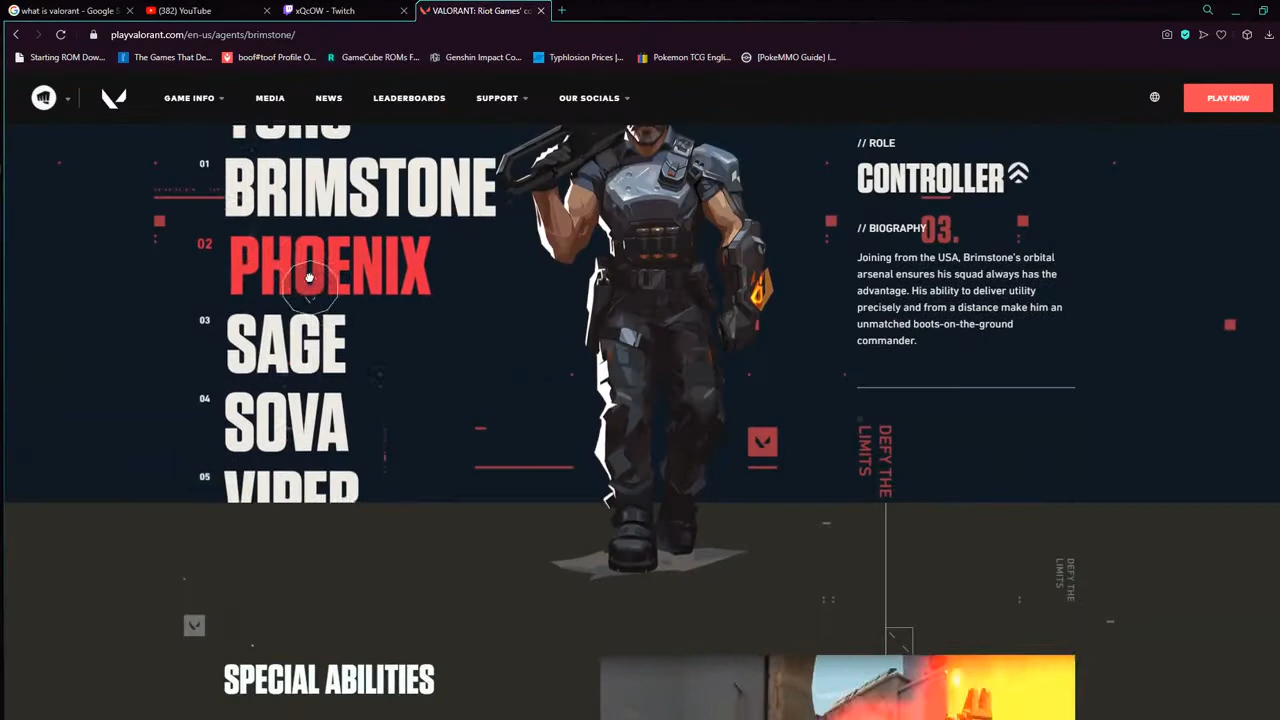 what is valorant - Google S
(382) YouTube
xQcOW - Twitch
VALORANT: Riot Games' co
playvalorant.com/en-us/agents/brimstone/
Starting ROM Dow...
The Games That De...
boof#toof Profile O...
GameCube ROMs F...
Genshin Impact Co...
Typhlosion Prices |...
Pokemon TCG Engli...
[PokeMMO Guide] I...
GAME INFO
MEDIA
NEWS
LEADERBOARDS
SUPPORT
OUR SOCIALS
PLAY NOW
01
BRIMSTONE
02
PHOENIX
03
SAGE
04
SOVA
05
VIPER
// ROLE
CONTROLLER
// BIOGRAPHY
03.
Joining from the USA, Brimstone's orbital
arsenal ensures his squad always has the
advantage. His ability to deliver utility
precisely and from a distance make him an
unmatched boots-on-the-ground
commander.
DEFY THE
LIMITS
DEFY THE
LIMITS
SPECIAL ABILITIES